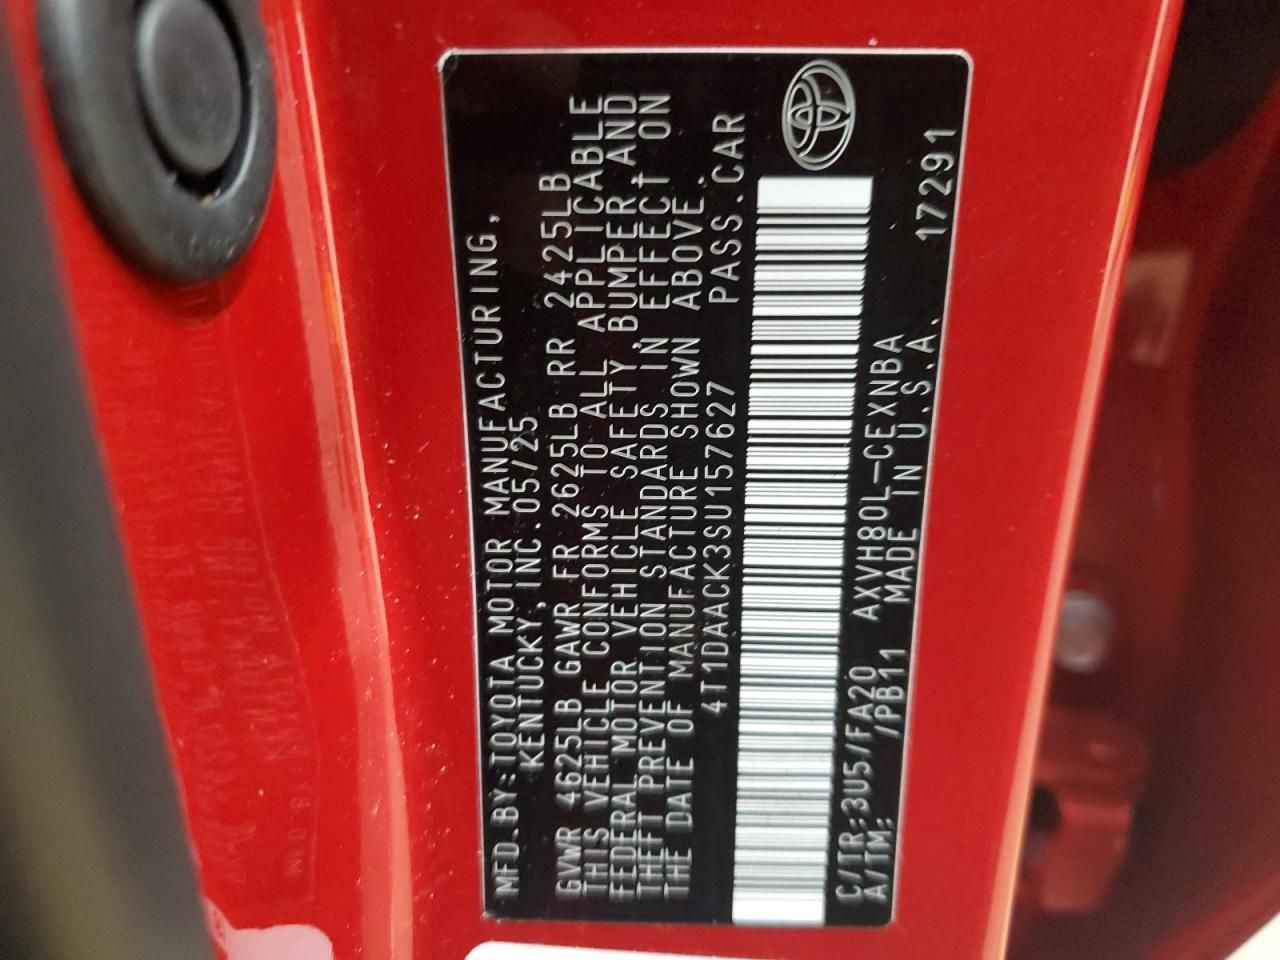 MFD.BY:TOYOTA MOTOR MANUFACTURING,
KENTUCKY,INC.05/25
GVWR 4625LB GAWR FR 2625LB RR 2425LB
THIS VEHICLE CONFORMS TO ALL APPLICABLE
FEDERAL MOTOR VEHICLE SAFETY,BUMPER,AND
THEFT PREVENTION STANDARDS IN EFFECT ON
THE DATE OF MANUFACTURE SHOWN ABOVE.
4T1DAACK3SU157627 PASS.CAR
C/TR:3U5/FA20 AXVH80L-CEXNBA 17291
A/TM: /PB11 MADE IN U.S.A.